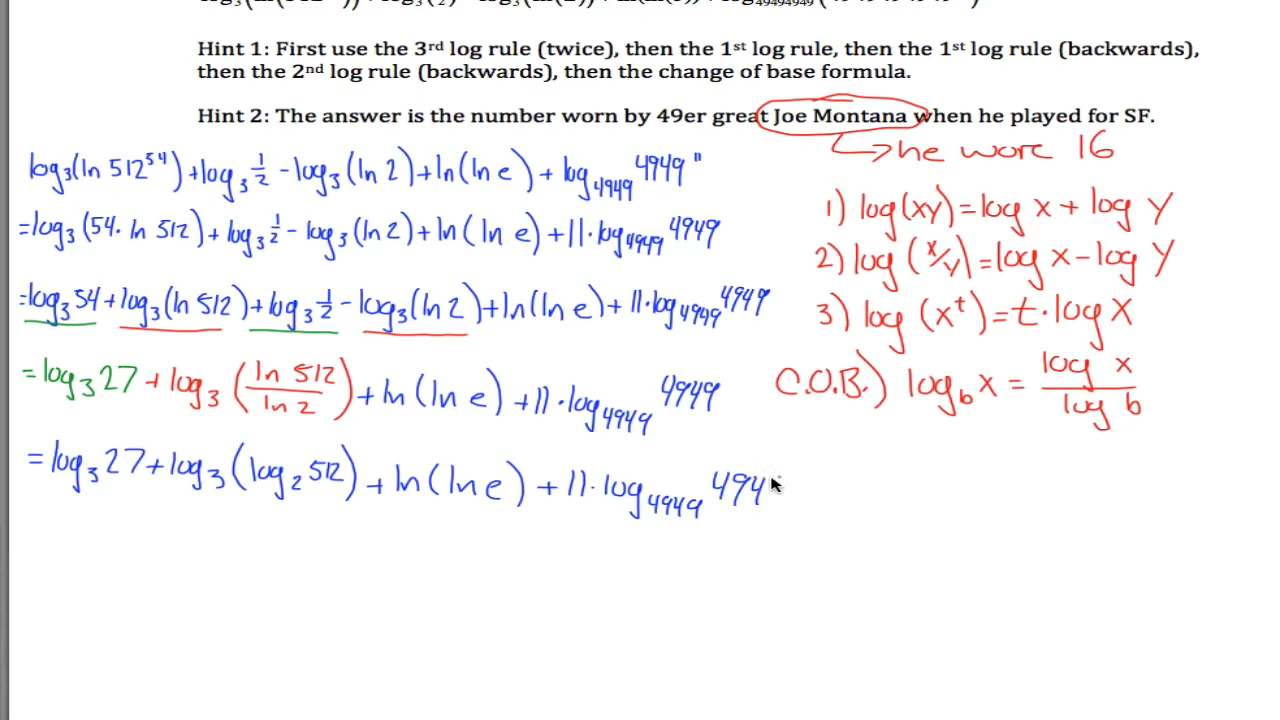 Hint 1: First use the 3rd log rule (twice), then the 1st log rule, then the 1st log rule (backwards),
then the 2nd log rule (backwards), then the change of base formula.
Hint 2: The answer is the number worn by 49er great Joe Montana when he played for SF.
he wore 16
log₃(ln 512⁵⁴) + log₃ 1/2 - log₃(ln 2) + ln(ln e) + log₄₉₄₉ 4949¹¹
= log₃(54· ln 512) + log₃ 1/2 - log₃(ln 2) + ln(ln e) + 11·log₄₉₄₉ 4949
= log₃ 54 + log₃(ln 512) + log₃ 1/2 - log₃(ln 2) + ln(ln e) + 11·log₄₉₄₉ 4949
= log₃ 27 + log₃(ln 512 / ln 2) + ln(ln e) + 11·log₄₉₄₉ 4949
= log₃ 27 + log₃(log₂ 512) + ln(ln e) + 11·log₄₉₄₉ 494
1) log(xy) = log x + log y
2) log(x/y) = log x - log y
3) log(xᵗ) = t·log x
C.O.B.) log_b x = log x / log b